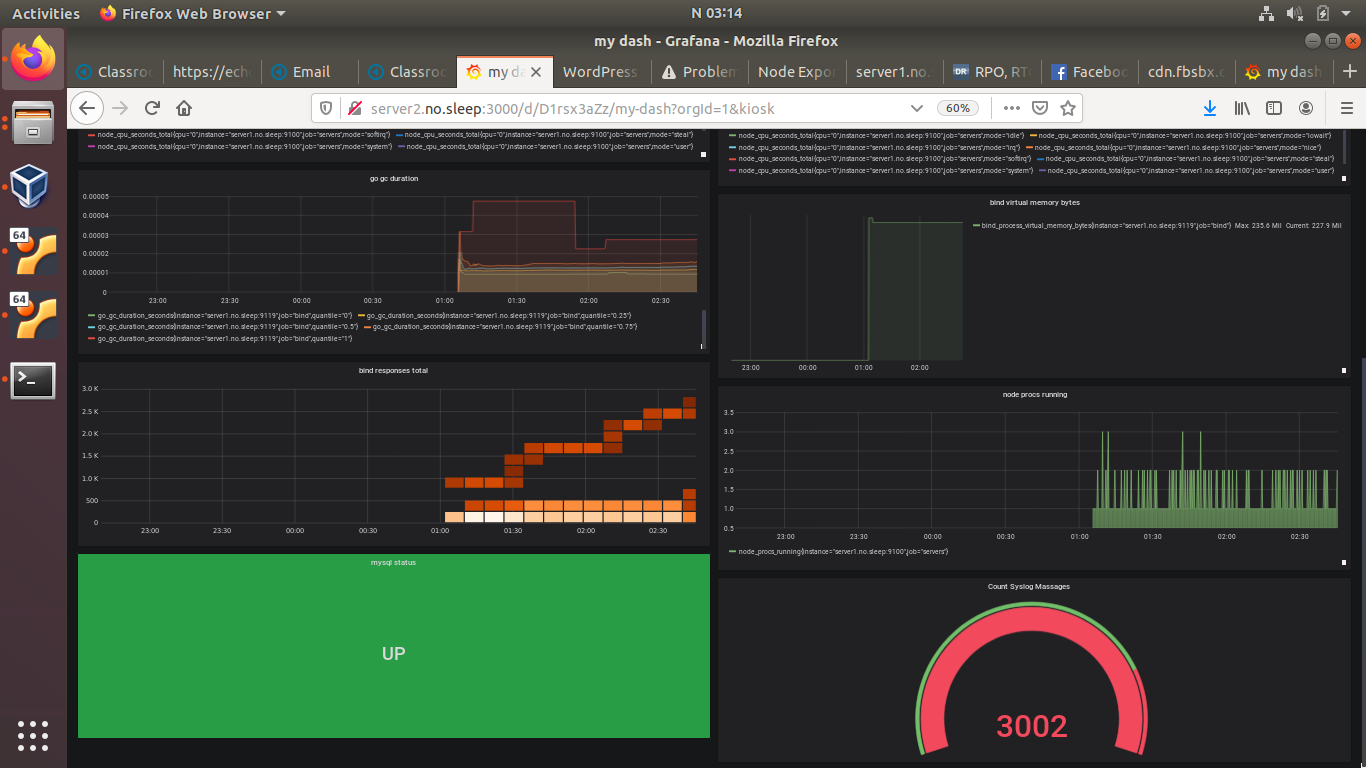 Activities Firefox Web Browser N 03:14
my dash - Grafana - Mozilla Firefox
Classro https://ech Email Classro my da WordPress Problem Node Expo server1.no. RPO, RTO Faceboo cdn.fbsbx.c my dash
server2.no.sleep:3000/d/D1rsx3aZz/my-dash?orgId=1&kiosk 60%
node_cpu_seconds_total{cpu="0",instance="server1.no.sleep:9100",job="servers",mode="softirq"} node_cpu_seconds_total{cpu="0",instance="server1.no.sleep:9100",job="servers",mode="steal"}
node_cpu_seconds_total{cpu="0",instance="server1.no.sleep:9100",job="servers",mode="system"} node_cpu_seconds_total{cpu="0",instance="server1.no.sleep:9100",job="servers",mode="user"}
node_cpu_seconds_total{cpu="0",instance="server1.no.sleep:9100",job="servers",mode="idle"} node_cpu_seconds_total{cpu="0",instance="server1.no.sleep:9100",job="servers",mode="iowait"}
node_cpu_seconds_total{cpu="0",instance="server1.no.sleep:9100",job="servers",mode="irq"} node_cpu_seconds_total{cpu="0",instance="server1.no.sleep:9100",job="servers",mode="nice"}
node_cpu_seconds_total{cpu="0",instance="server1.no.sleep:9100",job="servers",mode="softirq"} node_cpu_seconds_total{cpu="0",instance="server1.no.sleep:9100",job="servers",mode="steal"}
node_cpu_seconds_total{cpu="0",instance="server1.no.sleep:9100",job="servers",mode="system"} node_cpu_seconds_total{cpu="0",instance="server1.no.sleep:9100",job="servers",mode="user"}
go gc duration
0.00005
0.00004
0.00003
0.00002
0.00001
0
23:00 23:30 00:00 00:30 01:00 01:30 02:00 02:30
go_gc_duration_seconds{instance="server1.no.sleep:9119",job="bind",quantile="0"} go_gc_duration_seconds{instance="server1.no.sleep:9119",job="bind",quantile="0.25"}
go_gc_duration_seconds{instance="server1.no.sleep:9119",job="bind",quantile="0.5"} go_gc_duration_seconds{instance="server1.no.sleep:9119",job="bind",quantile="0.75"}
go_gc_duration_seconds{instance="server1.no.sleep:9119",job="bind",quantile="1"}
bind virtual memory bytes
bind_process_virtual_memory_bytes{instance="server1.no.sleep:9119",job="bind"} Max: 235.6 Mil Current: 227.9 Mil
23:00 00:00 01:00 02:00
bind responses total
3.0 K
2.5 K
2.0 K
1.5 K
1.0 K
500
0
23:00 23:30 00:00 00:30 01:00 01:30 02:00 02:30
node procs running
3.5
3.0
2.5
2.0
1.5
1.0
0.5
23:00 23:30 00:00 00:30 01:00 01:30 02:00 02:30
node_procs_running{instance="server1.no.sleep:9100",job="servers"}
mysql status
UP
Count Syslog Massages
3002
64
64